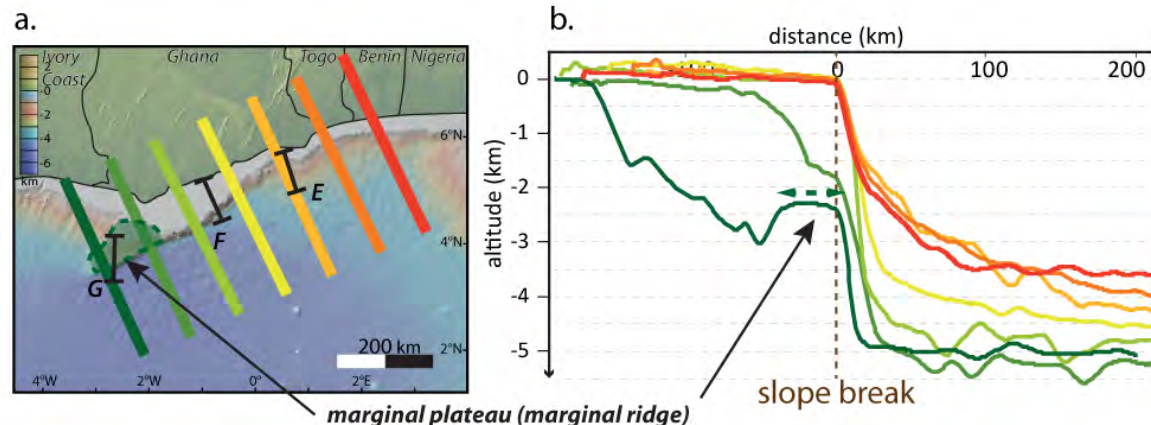 a.
Ivory
Coast
Ghana
Togo
Benin
Nigeria
2
-0
-2
-4
-6
km
6°N
4°N
2°N
E
F
G
200 km
4°W
2°W
0°
2°E
marginal plateau (marginal ridge)
b.
distance (km)
0
100
200
altitude (km)
0
-1
-2
-3
-4
-5
slope break